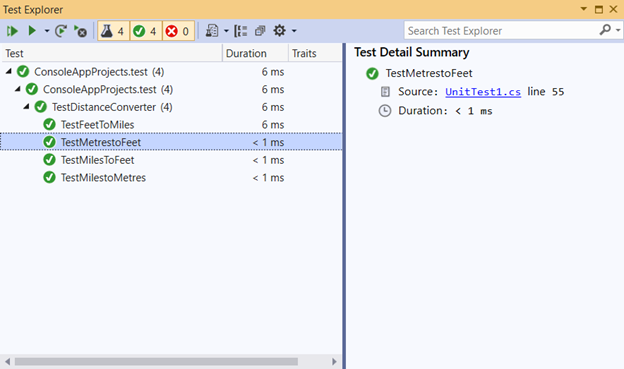 Test Explorer
4 4 0
Search Test Explorer
Test Duration Traits
ConsoleAppProjects.test (4) 6 ms
ConsoleAppProjects.test (4) 6 ms
TestDistanceConverter (4) 6 ms
TestFeetToMiles 6 ms
TestMetrestoFeet < 1 ms
TestMilesToFeet < 1 ms
TestMilestoMetres < 1 ms
Test Detail Summary
TestMetrestoFeet
Source: UnitTest1.cs line 55
Duration: < 1 ms